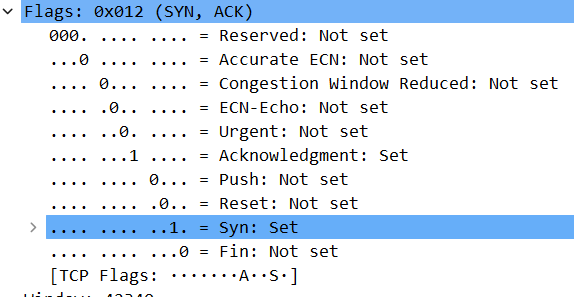 Flags: 0x012 (SYN, ACK)
000. .... .... = Reserved: Not set
...0 .... .... = Accurate ECN: Not set
.... 0... .... = Congestion Window Reduced: Not set
.... .0.. .... = ECN-Echo: Not set
.... ..0. .... = Urgent: Not set
.... ...1 .... = Acknowledgment: Set
.... .... 0... = Push: Not set
.... .... .0.. = Reset: Not set
.... .... ..1. = Syn: Set
.... .... ...0 = Fin: Not set
[TCP Flags: ·······A··S·]